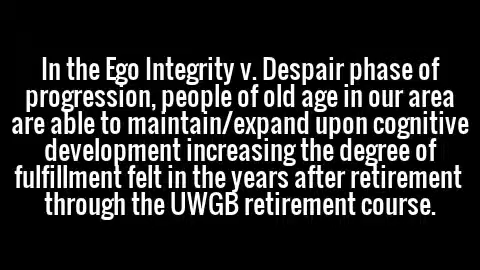 In the Ego Integrity v. Despair phase of
progression, people of old age in our area
are able to maintain/expand upon cognitive
development increasing the degree of
fulfillment felt in the years after retirement
through the UWGB retirement course.